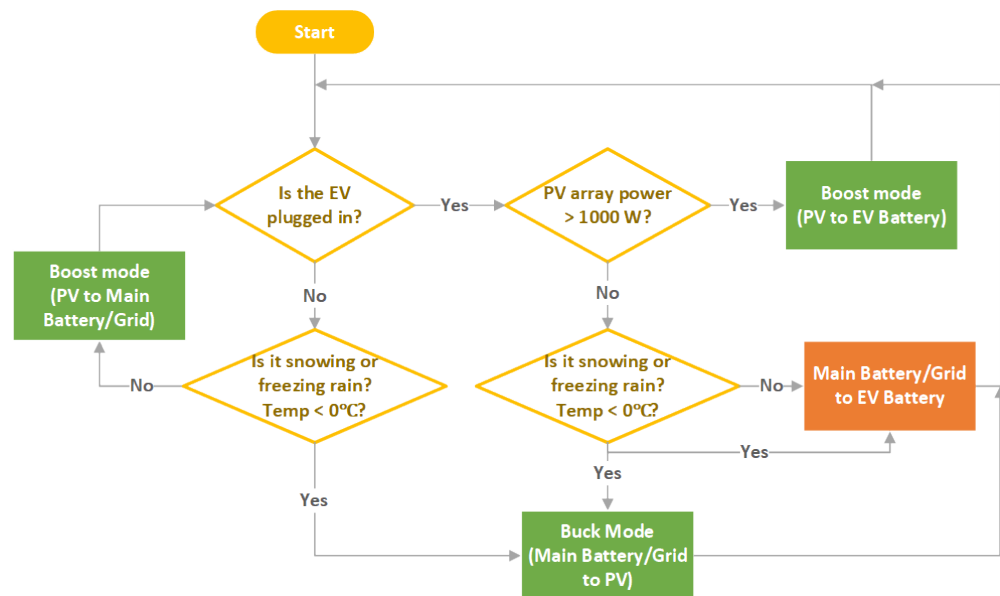 Start
Is the EV
plugged in?
Yes
PV array power
> 1000 W?
Yes
Boost mode
(PV to EV Battery)
Boost mode
(PV to Main
Battery/Grid)
No
No
Is it snowing or
freezing rain?
Temp < 0℃?
No
Is it snowing or
freezing rain?
Temp < 0℃?
No
Main Battery/Grid
to EV Battery
Yes
Yes
Yes
Buck Mode
(Main Battery/Grid
to PV)